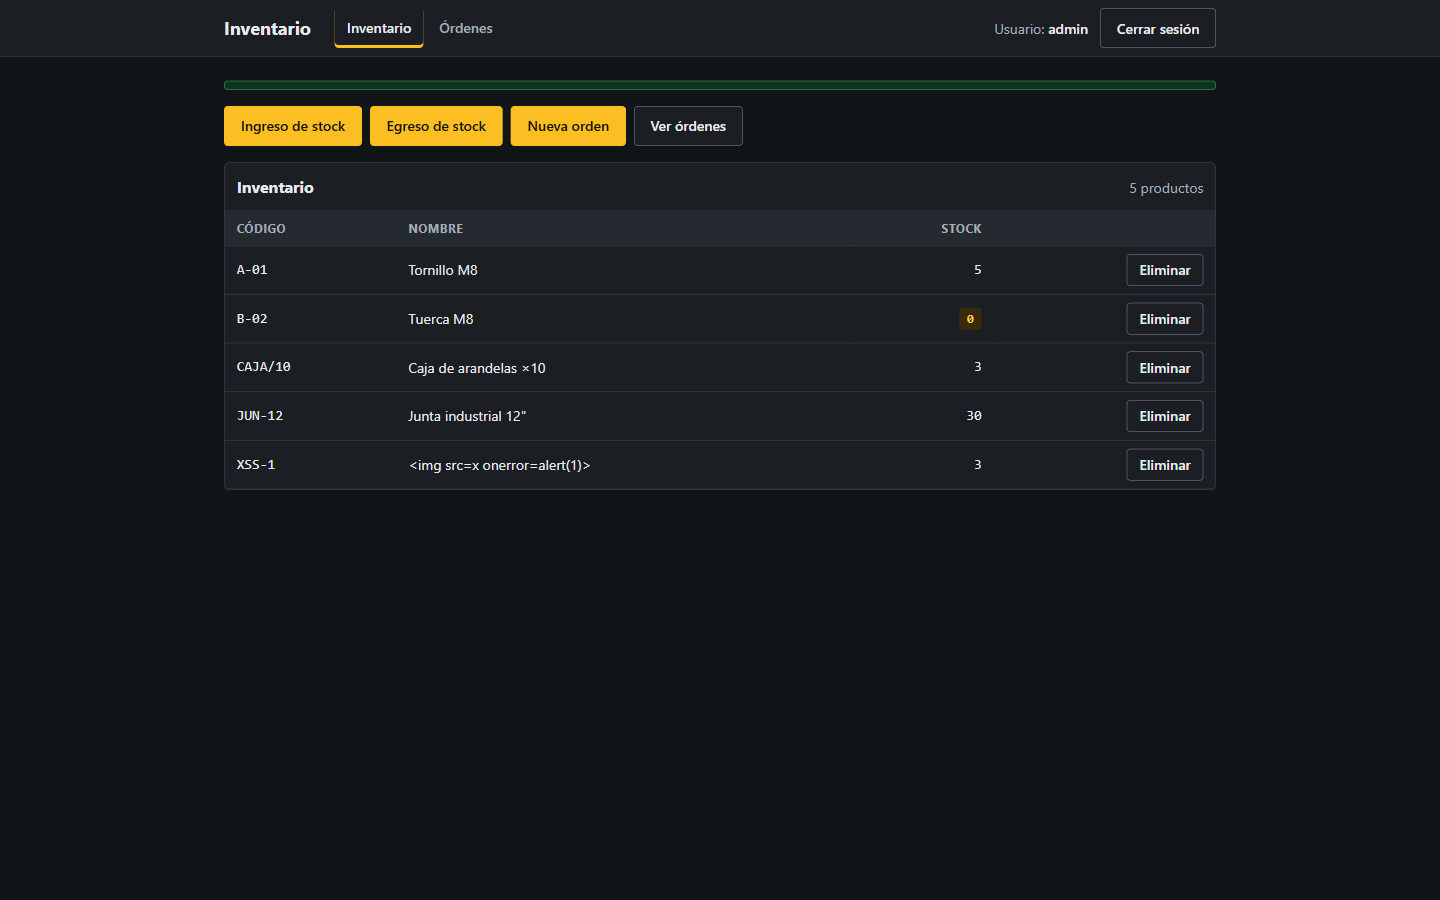 Inventario Inventario Órdenes Usuario: admin Cerrar sesión
Ingreso de stock Egreso de stock Nueva orden Ver órdenes
Inventario 5 productos
CÓDIGO NOMBRE STOCK
A-01 Tornillo M8 5 Eliminar
B-02 Tuerca M8 0 Eliminar
CAJA/10 Caja de arandelas ×10 3 Eliminar
JUN-12 Junta industrial 12" 30 Eliminar
XSS-1 <img src=x onerror=alert(1)> 3 Eliminar